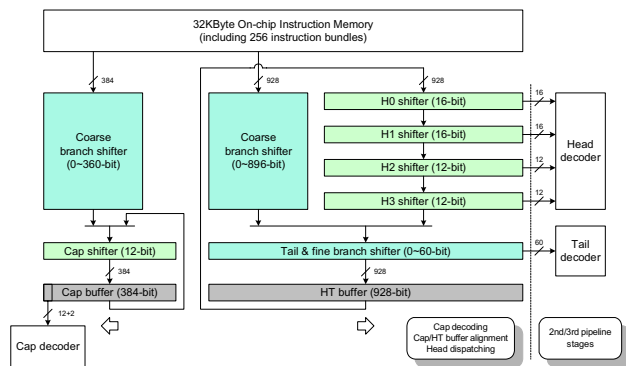 32KByte On-chip Instruction Memory
(including 256 instruction bundles)
384
928
928
Coarse
branch shifter
(0~360-bit)
Coarse
branch shifter
(0~896-bit)
H0 shifter (16-bit)
16
H1 shifter (16-bit)
16
H2 shifter (12-bit)
12
H3 shifter (12-bit)
12
Head
decoder
Cap shifter (12-bit)
Tail & fine branch shifter (0~60-bit)
60
Tail
decoder
384
928
Cap buffer (384-bit)
HT buffer (928-bit)
12+2
Cap decoder
Cap decoding
Cap/HT buffer alignment
Head dispatching
2nd/3rd pipeline
stages